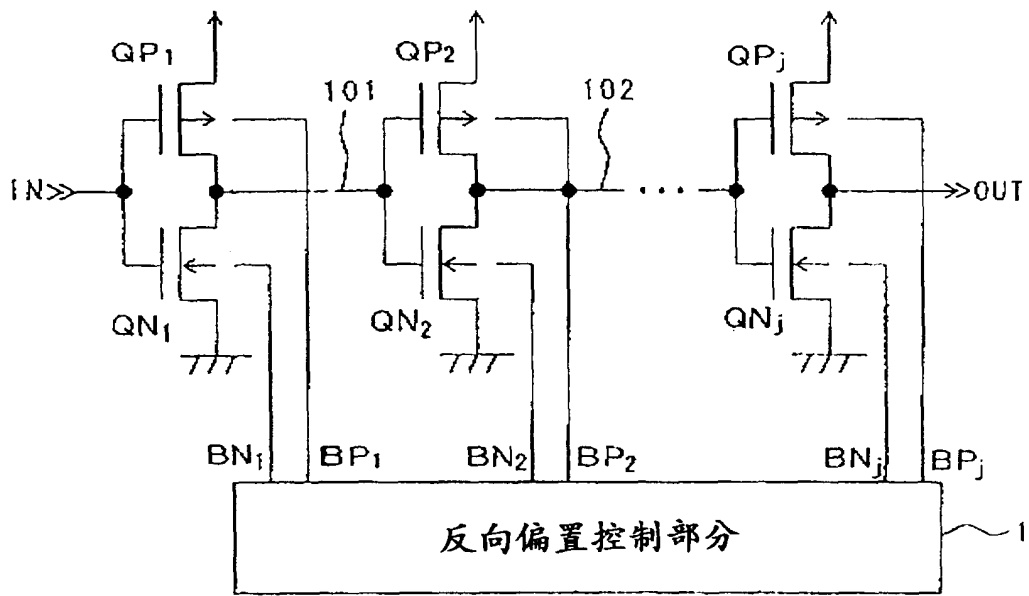 QP1 QP2 QPj
101 102
IN OUT
QN1 QN2 QNj
BN1 BP1 BN2 BP2 BNj BPj
反向偏置控制部分 1